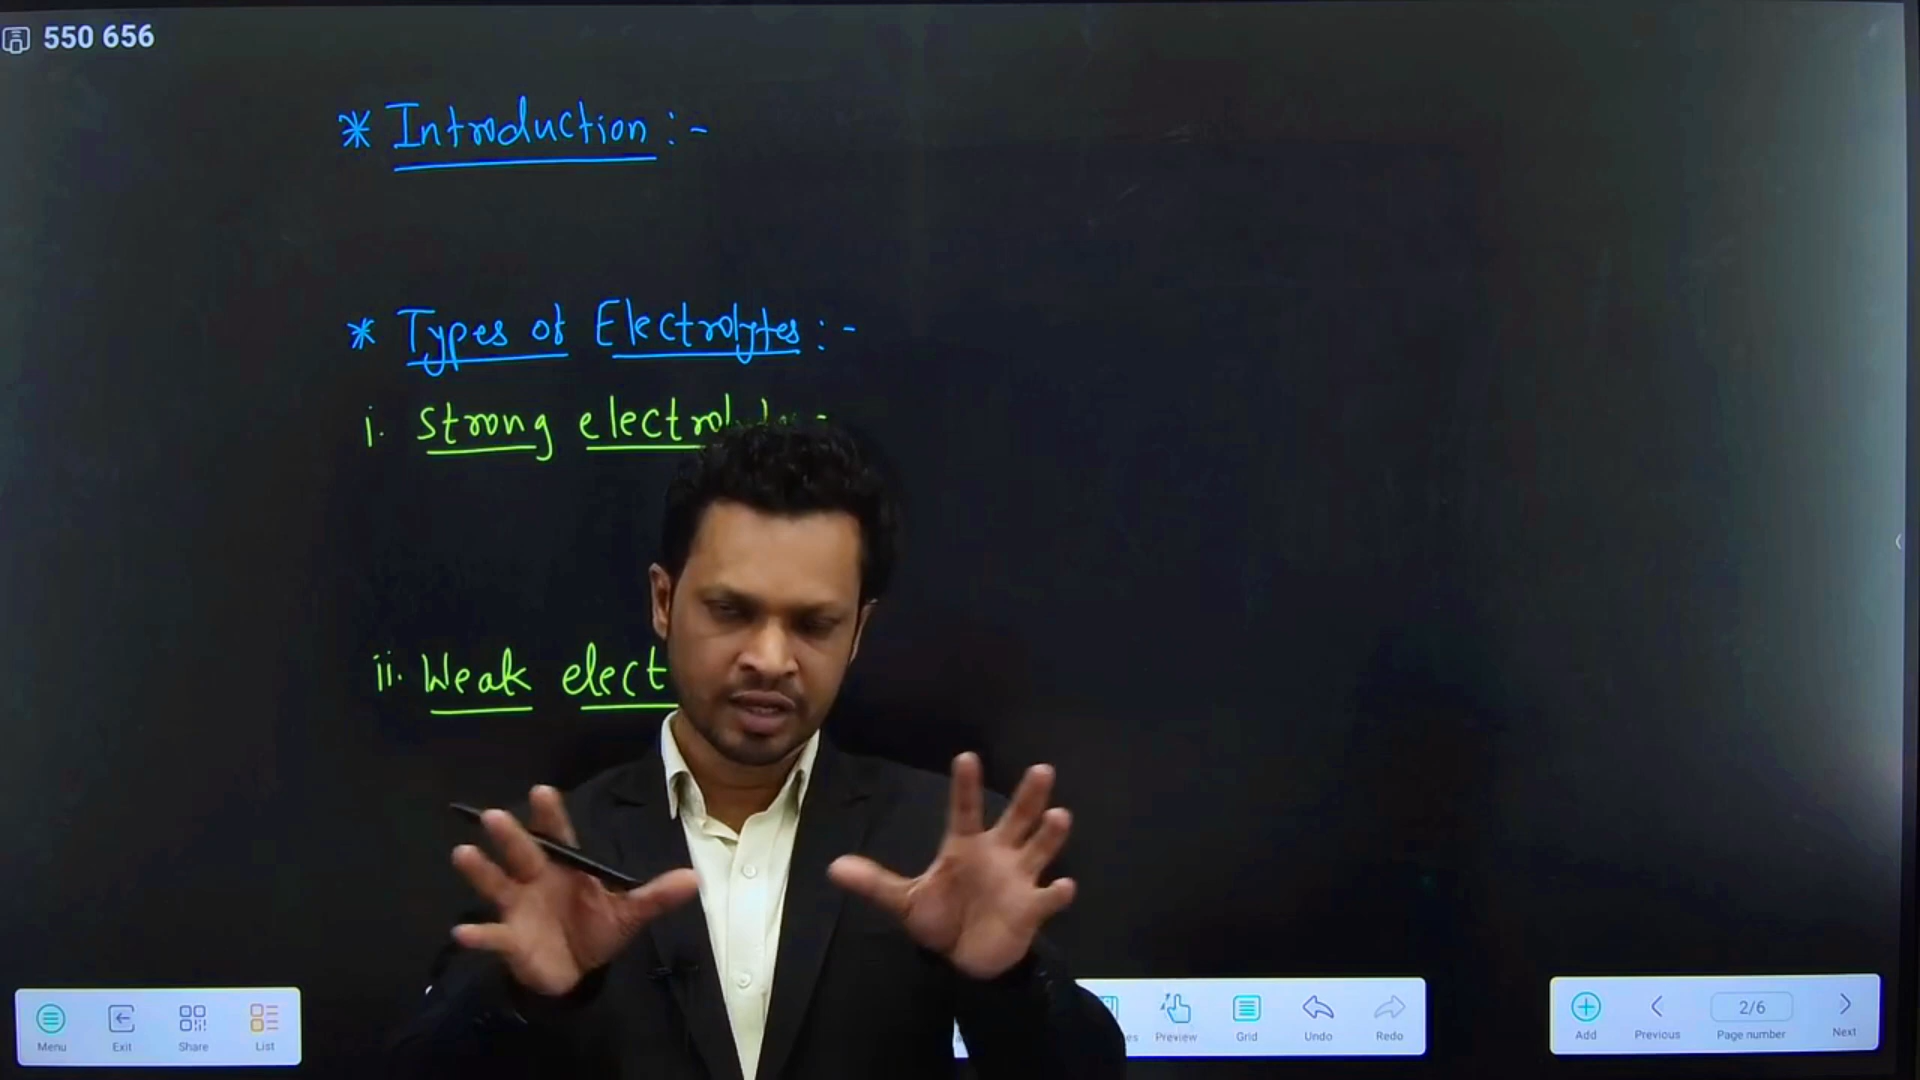 550 656
* Introduction :-
* Types of Electrolytes :-
i. Strong
ii. Weak
Menu Exit Share List
Preview Grid Undo Redo
Add Previous 2/6 Page number Next